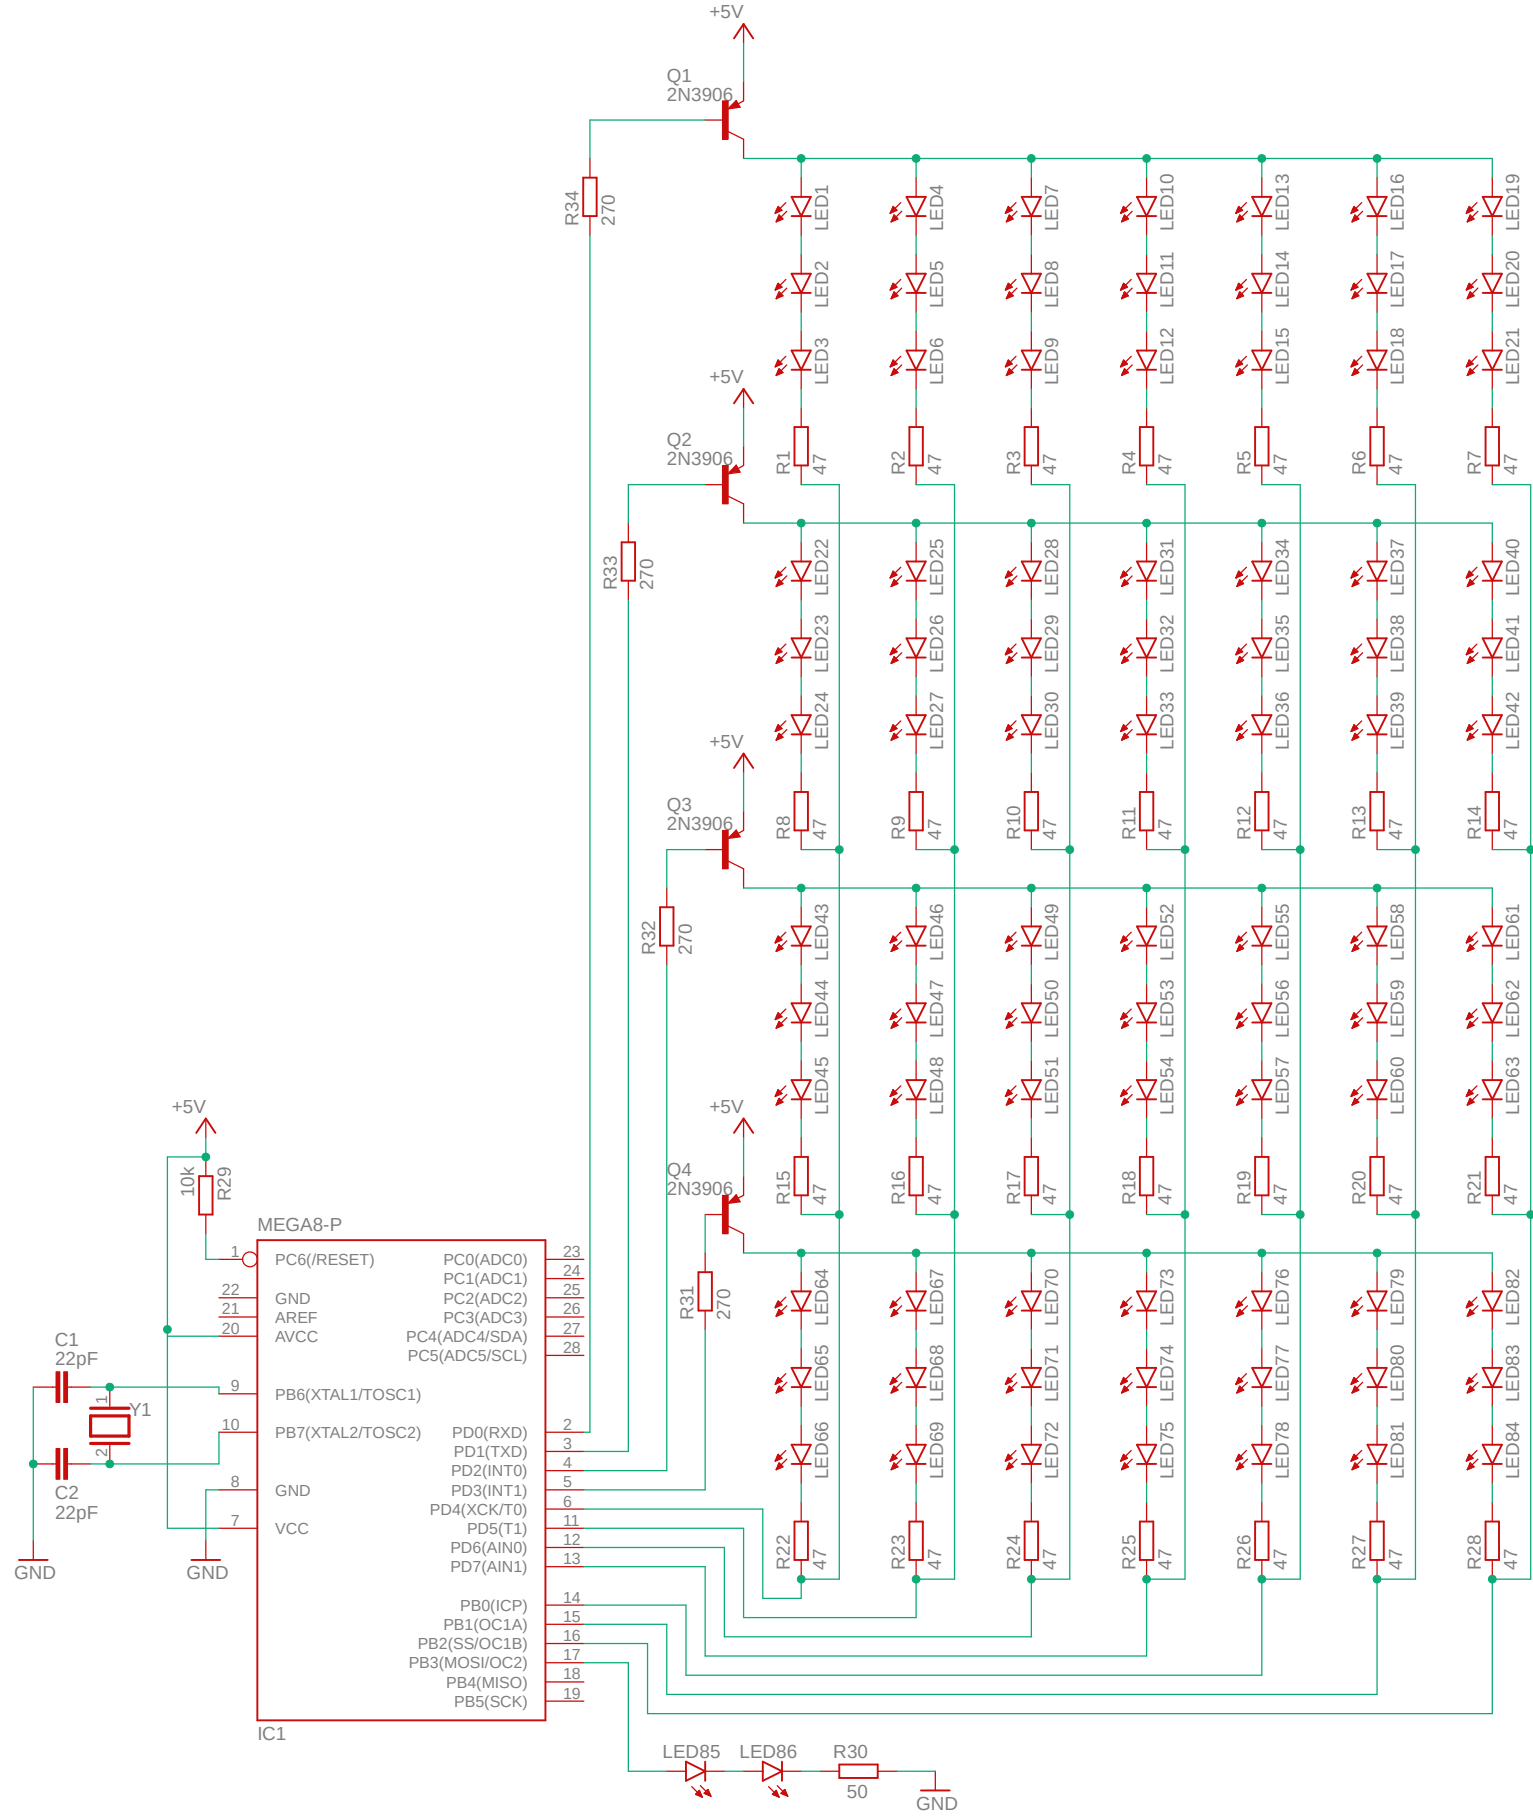 +5V
Q1
2N3906
R34
270
LED1
LED4
LED7
LED10
LED13
LED16
LED19
LED2
LED5
LED8
LED11
LED14
LED17
LED20
LED3
LED6
LED9
LED12
LED15
LED18
LED21
+5V
Q2
2N3906
R1
47
R2
47
R3
47
R4
47
R5
47
R6
47
R7
47
R33
270
LED22
LED25
LED28
LED31
LED34
LED37
LED40
LED23
LED26
LED29
LED32
LED35
LED38
LED41
LED24
LED27
LED30
LED33
LED36
LED39
LED42
+5V
Q3
2N3906
R8
47
R9
47
R10
47
R11
47
R12
47
R13
47
R14
47
R32
270
LED43
LED46
LED49
LED52
LED55
LED58
LED61
LED44
LED47
LED50
LED53
LED56
LED59
LED62
LED45
LED48
LED51
LED54
LED57
LED60
LED63
+5V
Q4
2N3906
R15
47
R16
47
R17
47
R18
47
R19
47
R20
47
R21
47
R31
270
LED64
LED67
LED70
LED73
LED76
LED79
LED82
LED65
LED68
LED71
LED74
LED77
LED80
LED83
LED66
LED69
LED72
LED75
LED78
LED81
LED84
R22
47
R23
47
R24
47
R25
47
R26
47
R27
47
R28
47
+5V
10k
R29
MEGA8-P
1 PC6(/RESET)
22 GND
21 AREF
20 AVCC
9 PB6(XTAL1/TOSC1)
10 PB7(XTAL2/TOSC2)
8 GND
7 VCC
PC0(ADC0) 23
PC1(ADC1) 24
PC2(ADC2) 25
PC3(ADC3) 26
PC4(ADC4/SDA) 27
PC5(ADC5/SCL) 28
PD0(RXD) 2
PD1(TXD) 3
PD2(INT0) 4
PD3(INT1) 5
PD4(XCK/T0) 6
PD5(T1) 11
PD6(AIN0) 12
PD7(AIN1) 13
PB0(ICP) 14
PB1(OC1A) 15
PB2(SS/OC1B) 16
PB3(MOSI/OC2) 17
PB4(MISO) 18
PB5(SCK) 19
IC1
C1
22pF
1
Y1
2
C2
22pF
GND
GND
LED85
LED86
R30
50
GND